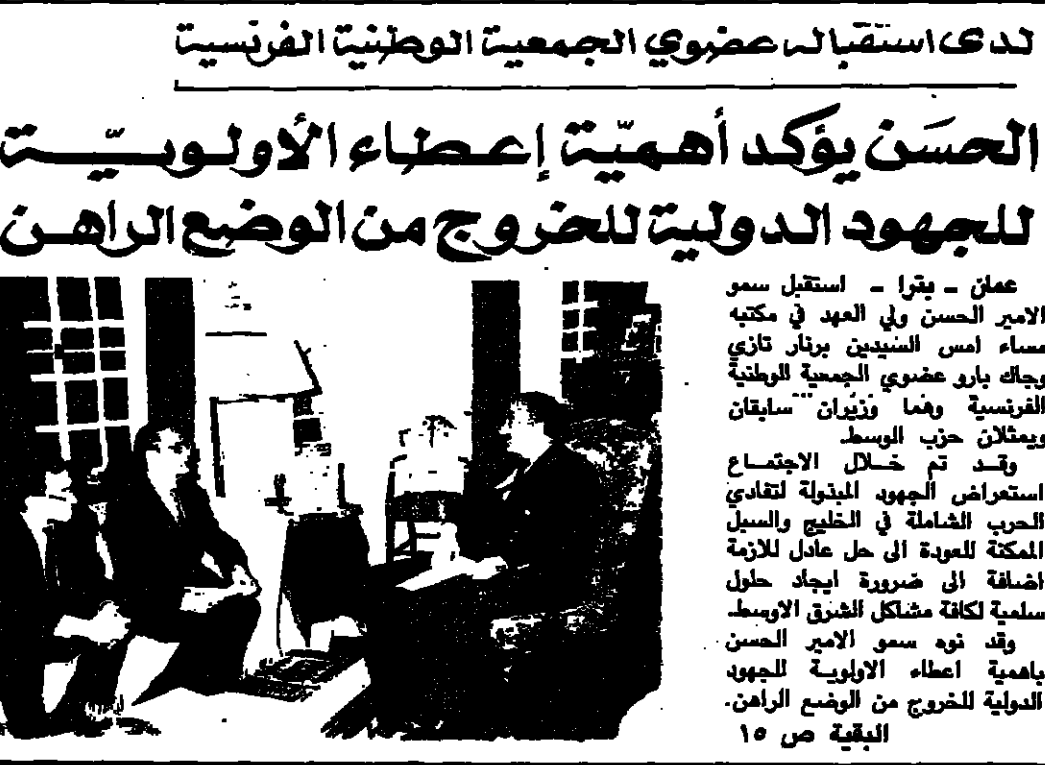 لدى استقباله عضوي الجمعية الوطنية الفرنسية
الحسَن يؤكد أهميّة إعطاء الأولويّة
للجهود الدولية للخروج من الوضع الراهن
عمان - بترا - استقبل سمو
الامير الحسن ولي العهد في مكتبه
مساء امس السيدين برنار تازي
وجاك بارو عضوي الجمعية الوطنية
الفرنسية وهما وزيران سابقان
ويمثلان حزب الوسط.
وقد تم خلال الاجتماع
استعراض الجهود المبذولة لتفادي
الحرب الشاملة في الخليج والسبل
الممكنة للعودة الى حل عادل للازمة
اضافة الى ضرورة ايجاد حلول
سلمية لكافة مشاكل الشرق الاوسط.
وقد نوه سمو الامير الحسن
باهمية اعطاء الاولوية للجهود
الدولية للخروج من الوضع الراهن.
البقية ص ١٥